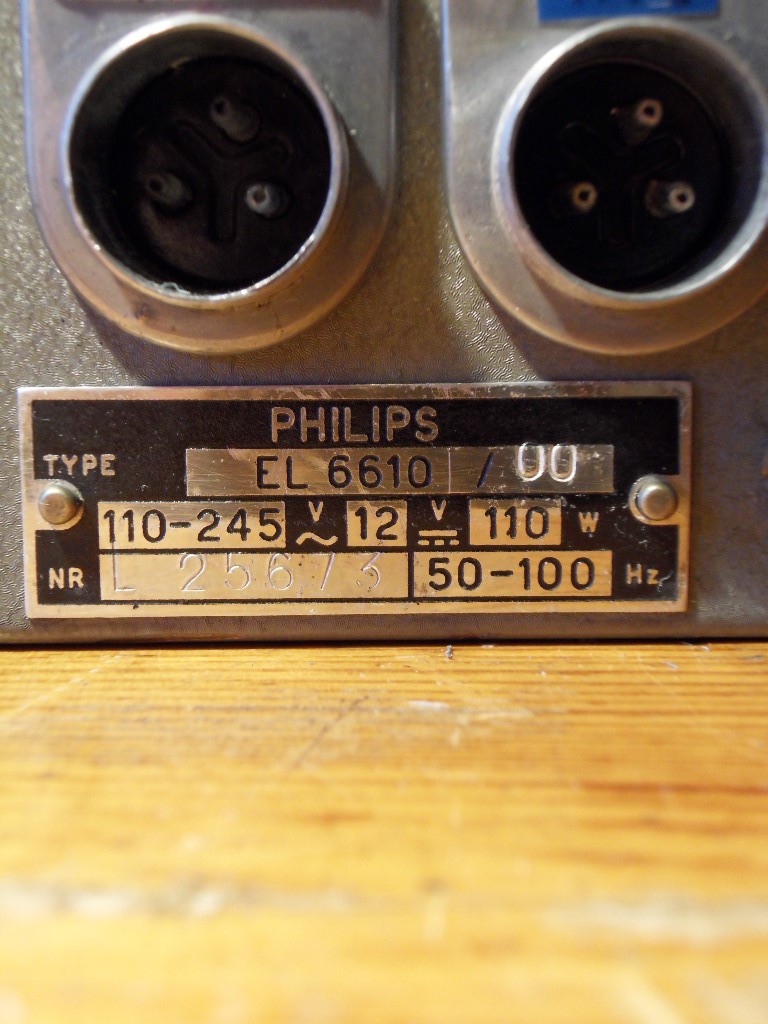 PHILIPS
TYPE EL 6610 / 00
110-245 V ~ 12 V ⎓ 110 W
NR L 25673 50-100 Hz